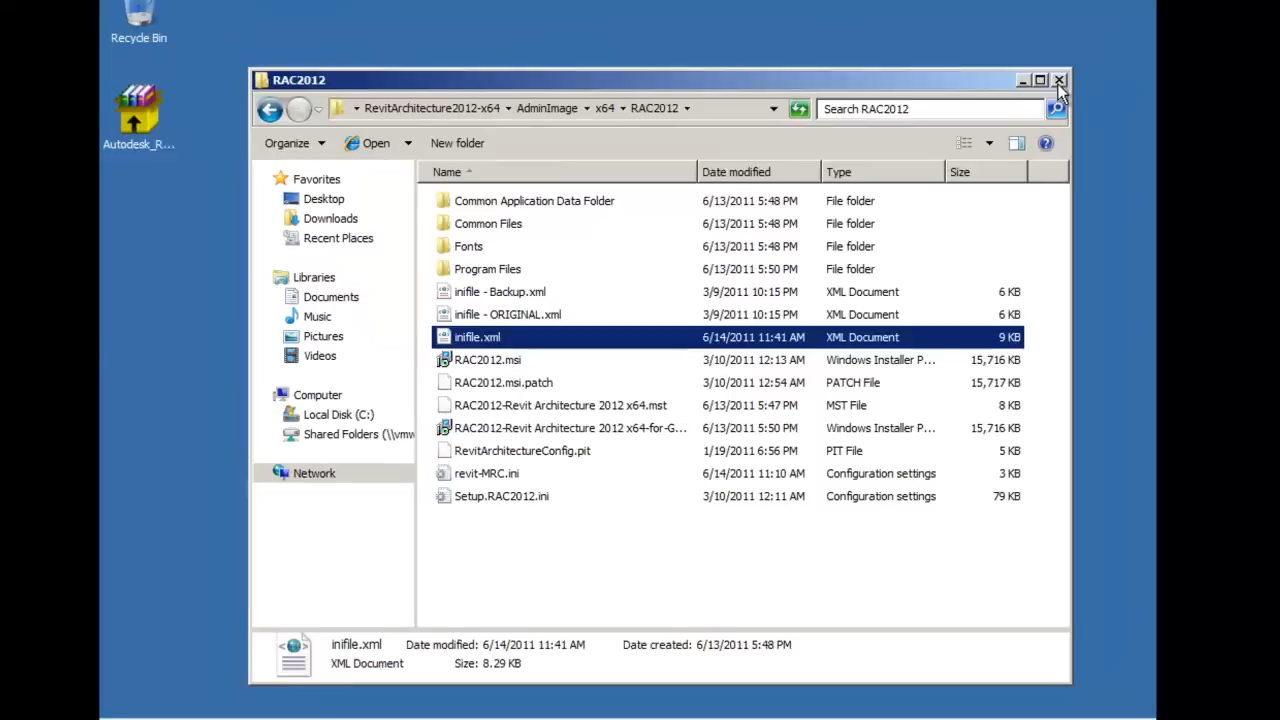 Recycle Bin
Autodesk_R...
RAC2012
RevitArchitecture2012-x64 AdminImage x64 RAC2012
Search RAC2012
Organize Open New folder
Favorites
Desktop
Downloads
Recent Places
Libraries
Documents
Music
Pictures
Videos
Computer
Local Disk (C:)
Shared Folders (\\vmw
Network
Name Date modified Type Size
Common Application Data Folder 6/13/2011 5:48 PM File folder
Common Files 6/13/2011 5:48 PM File folder
Fonts 6/13/2011 5:48 PM File folder
Program Files 6/13/2011 5:50 PM File folder
inifile - Backup.xml 3/9/2011 10:15 PM XML Document 6 KB
inifile - ORIGINAL.xml 3/9/2011 10:15 PM XML Document 6 KB
inifile.xml 6/14/2011 11:41 AM XML Document 9 KB
RAC2012.msi 3/10/2011 12:13 AM Windows Installer P... 15,716 KB
RAC2012.msi.patch 3/10/2011 12:54 AM PATCH File 15,717 KB
RAC2012-Revit Architecture 2012 x64.mst 6/13/2011 5:47 PM MST File 8 KB
RAC2012-Revit Architecture 2012 x64-for-G... 6/13/2011 5:50 PM Windows Installer P... 15,716 KB
RevitArchitectureConfig.pit 1/19/2011 6:56 PM PIT File 5 KB
revit-MRC.ini 6/14/2011 11:10 AM Configuration settings 3 KB
Setup.RAC2012.ini 3/10/2011 12:11 AM Configuration settings 79 KB
inifile.xml Date modified: 6/14/2011 11:41 AM Date created: 6/13/2011 5:48 PM
XML Document Size: 8.29 KB